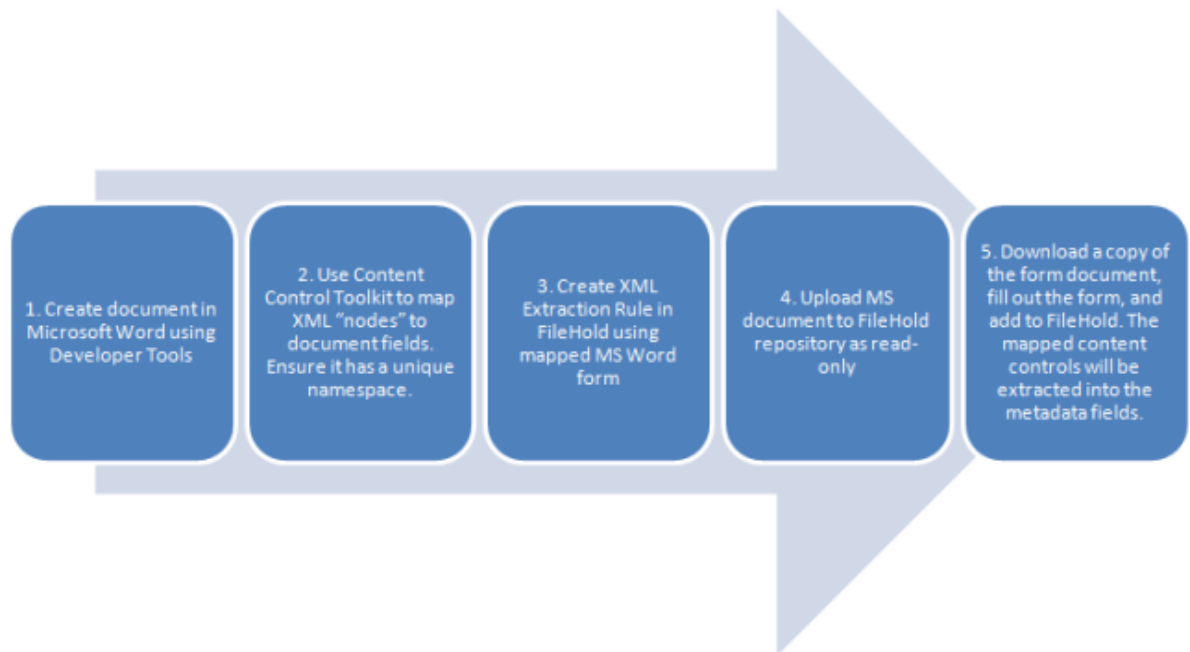 1. Create document in
Microsoft Word using
Developer Tools
2. Use Content
Control Toolkit to map
XML “nodes” to
document fields.
Ensure it has a unique
namespace.
3. Create XML
Extraction Rule in
FileHold using
mapped MS Word
form
4. Upload MS
document to FileHold
repository as read-
only
5. Download a copy of
the form document,
fill out the form, and
add to FileHold. The
mapped content
controls will be
extracted into the
metadata fields.